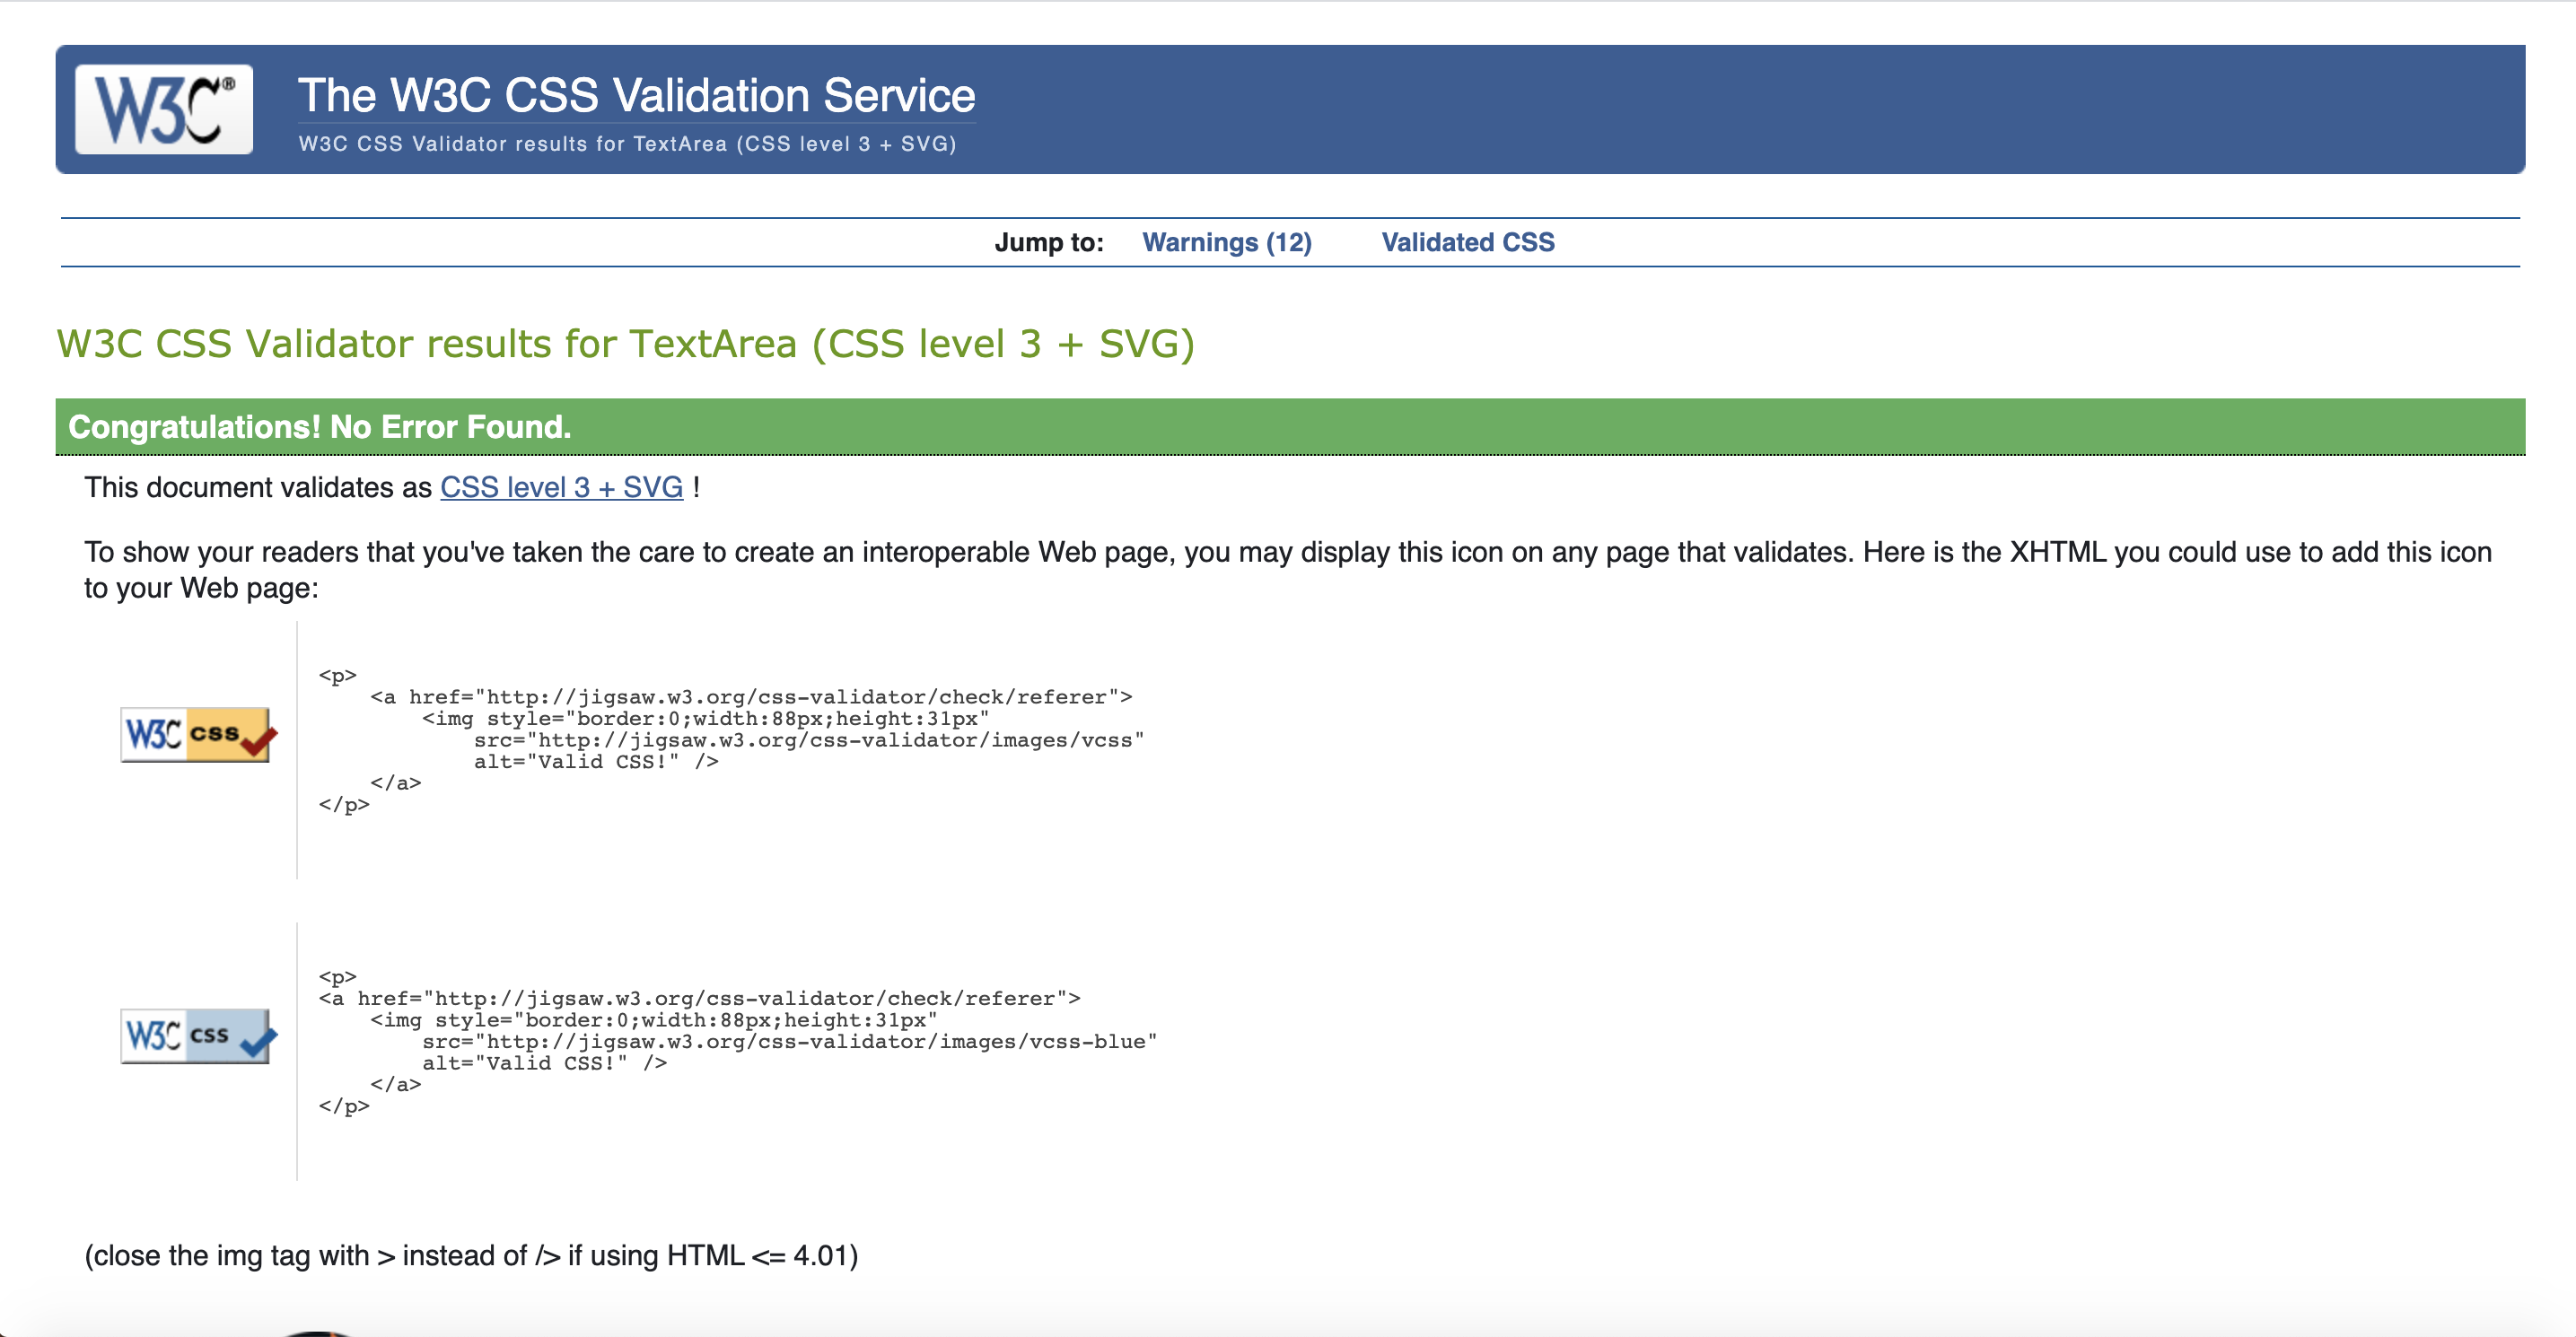 W3C®
The W3C CSS Validation Service
W3C CSS Validator results for TextArea (CSS level 3 + SVG)
Jump to: Warnings (12) Validated CSS
W3C CSS Validator results for TextArea (CSS level 3 + SVG)
Congratulations! No Error Found.
This document validates as CSS level 3 + SVG !
To show your readers that you've taken the care to create an interoperable Web page, you may display this icon on any page that validates. Here is the XHTML you could use to add this icon
to your Web page:
W3C css
<p>
    <a href="http://jigsaw.w3.org/css-validator/check/referer">
        <img style="border:0;width:88px;height:31px"
            src="http://jigsaw.w3.org/css-validator/images/vcss"
            alt="Valid CSS!" />
    </a>
</p>
W3C css
<p>
<a href="http://jigsaw.w3.org/css-validator/check/referer">
    <img style="border:0;width:88px;height:31px"
        src="http://jigsaw.w3.org/css-validator/images/vcss-blue"
        alt="Valid CSS!" />
    </a>
</p>
(close the img tag with > instead of /> if using HTML <= 4.01)